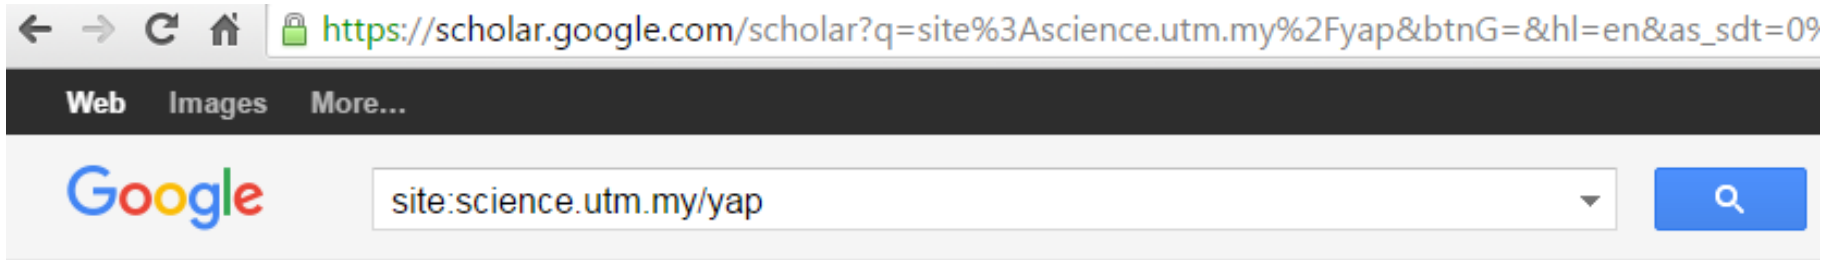 https://scholar.google.com/scholar?q=site%3Ascience.utm.my%2Fyap&btnG=&hl=en&as_sdt=0%
Web Images More...
Google site:science.utm.my/yap